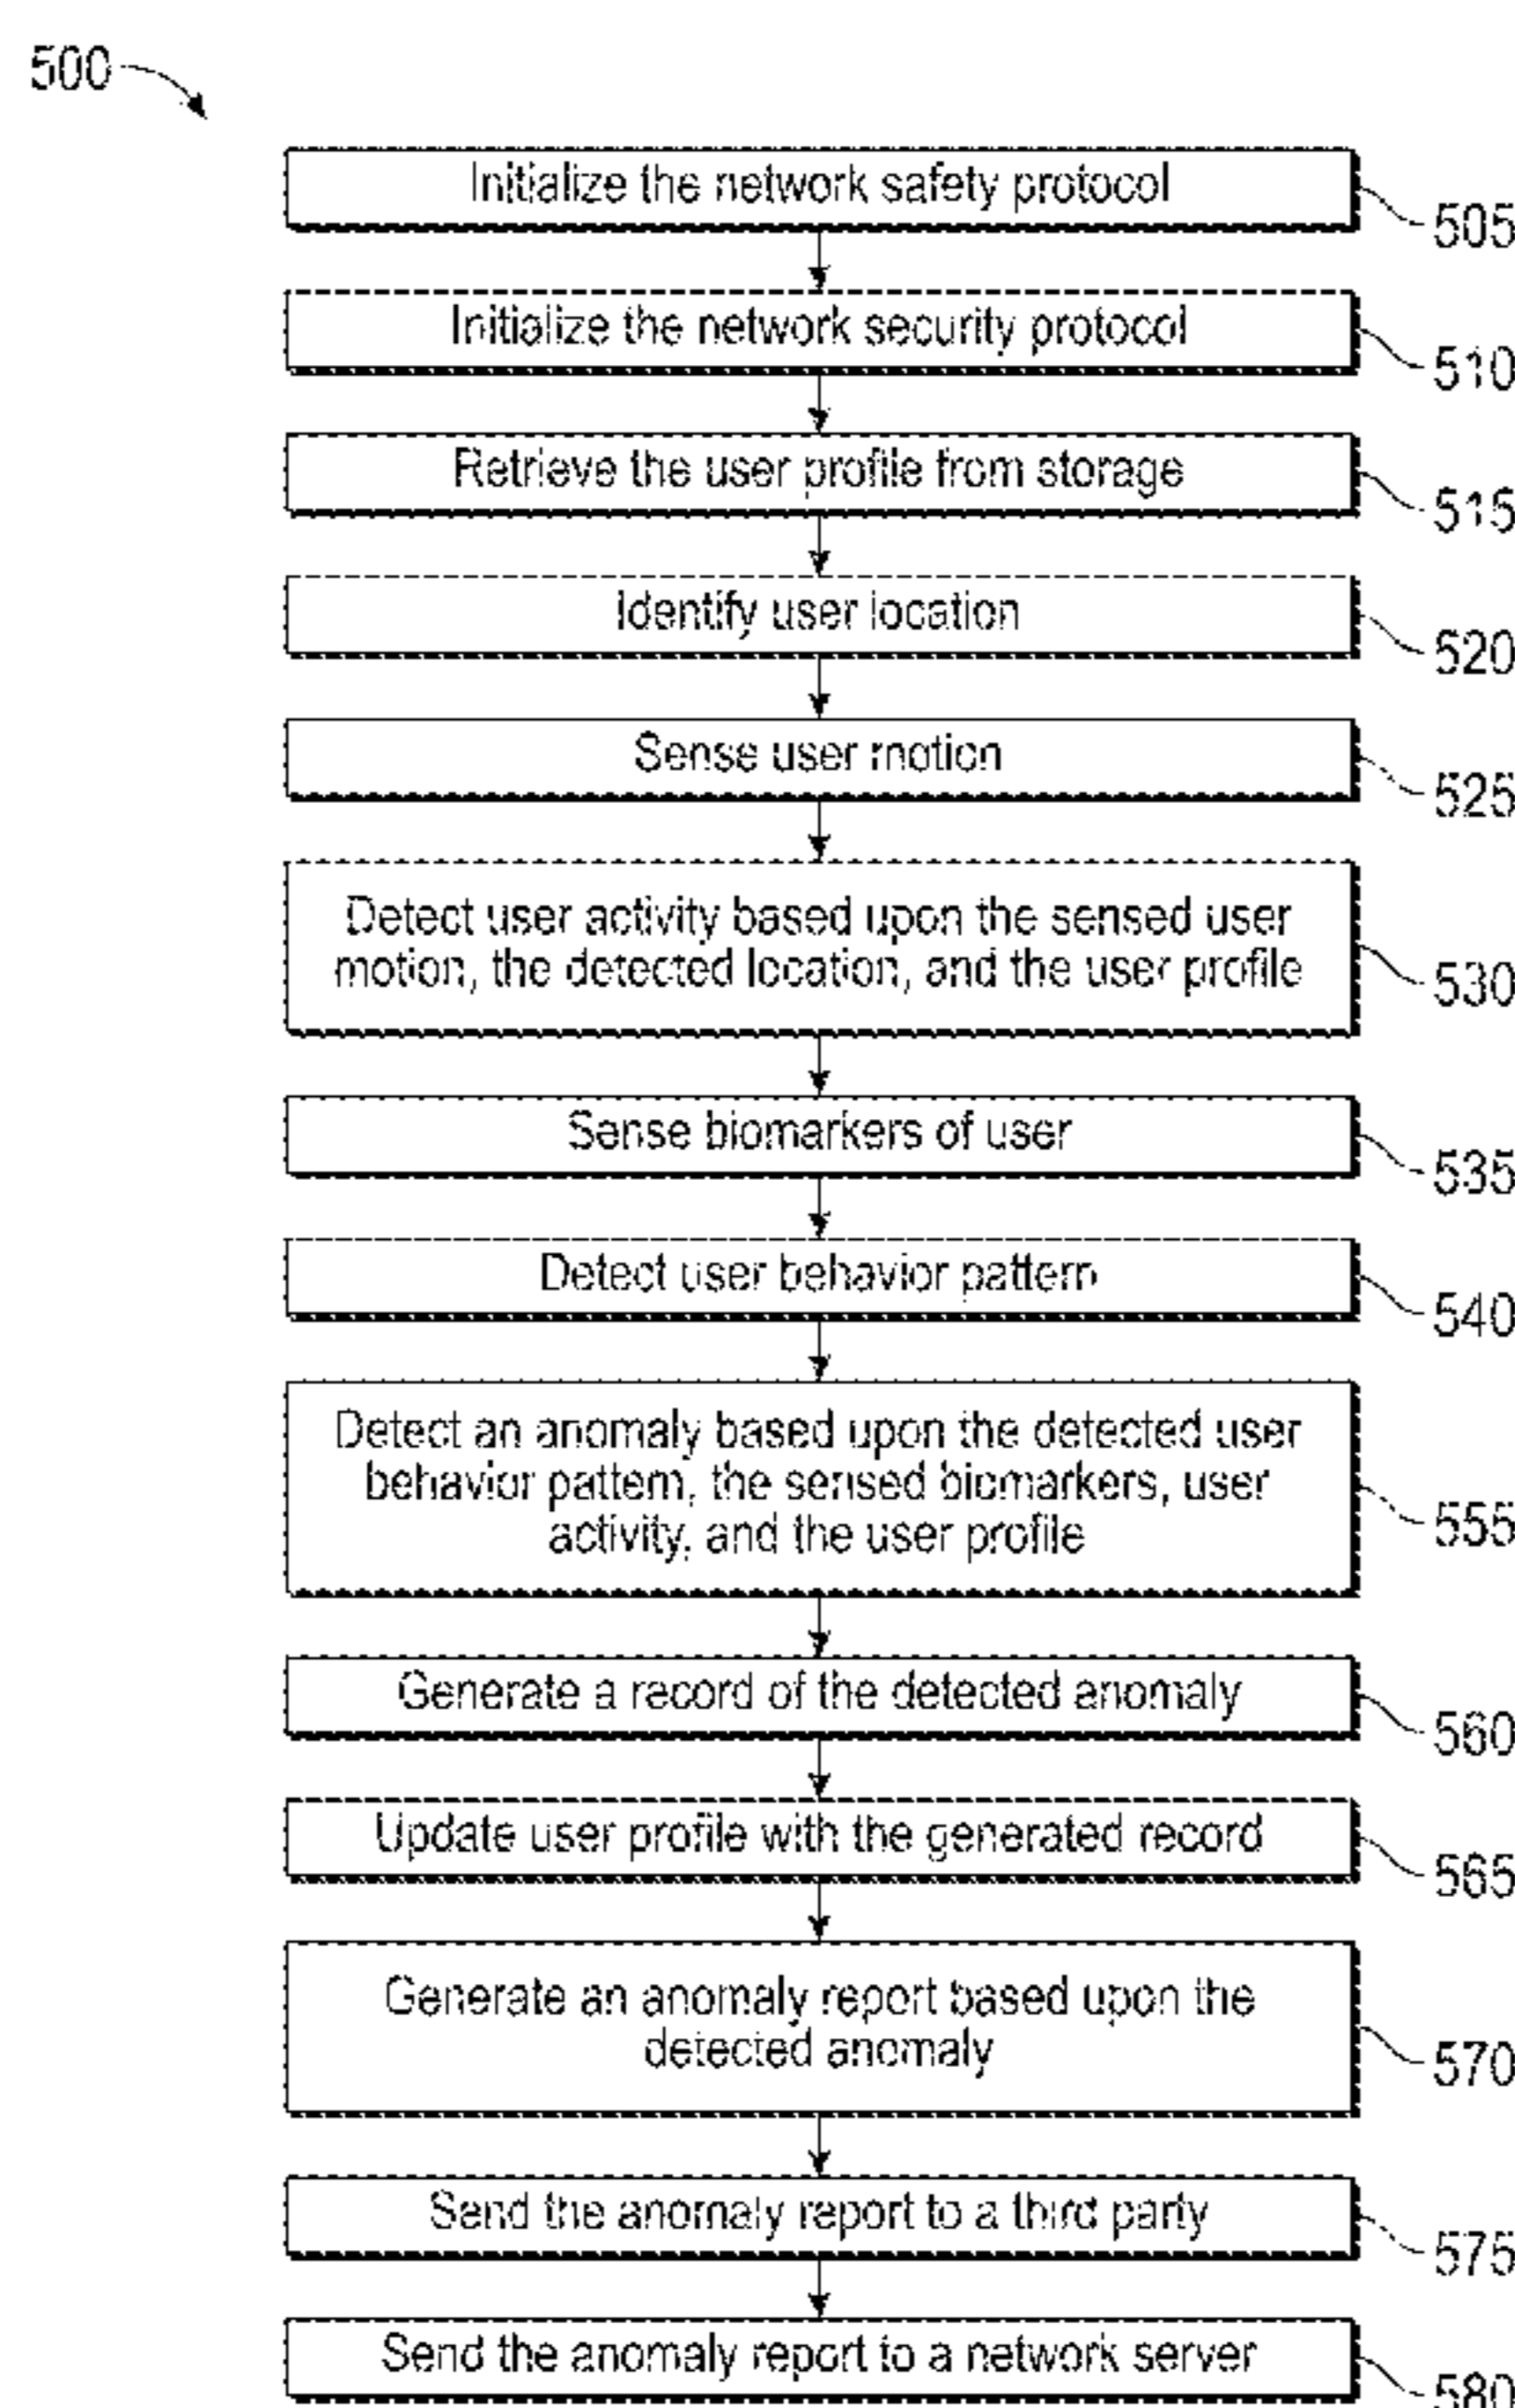 500
Initialize the network safety protocol
505
Initialize the network security protocol
510
Retrieve the user profile from storage
515
Identify user location
520
Sense user motion
525
Detect user activity based upon the sensed user
motion, the detected location, and the user profile
530
Sense biomarkers of user
535
Detect user behavior pattern
540
Detect an anomaly based upon the detected user
behavior pattern, the sensed biomarkers, user
activity, and the user profile
555
Generate a record of the detected anomaly
560
Update user profile with the generated record
565
Generate an anomaly report based upon the
detected anomaly
570
Send the anomaly report to a third party
575
Send the anomaly report to a network server
580